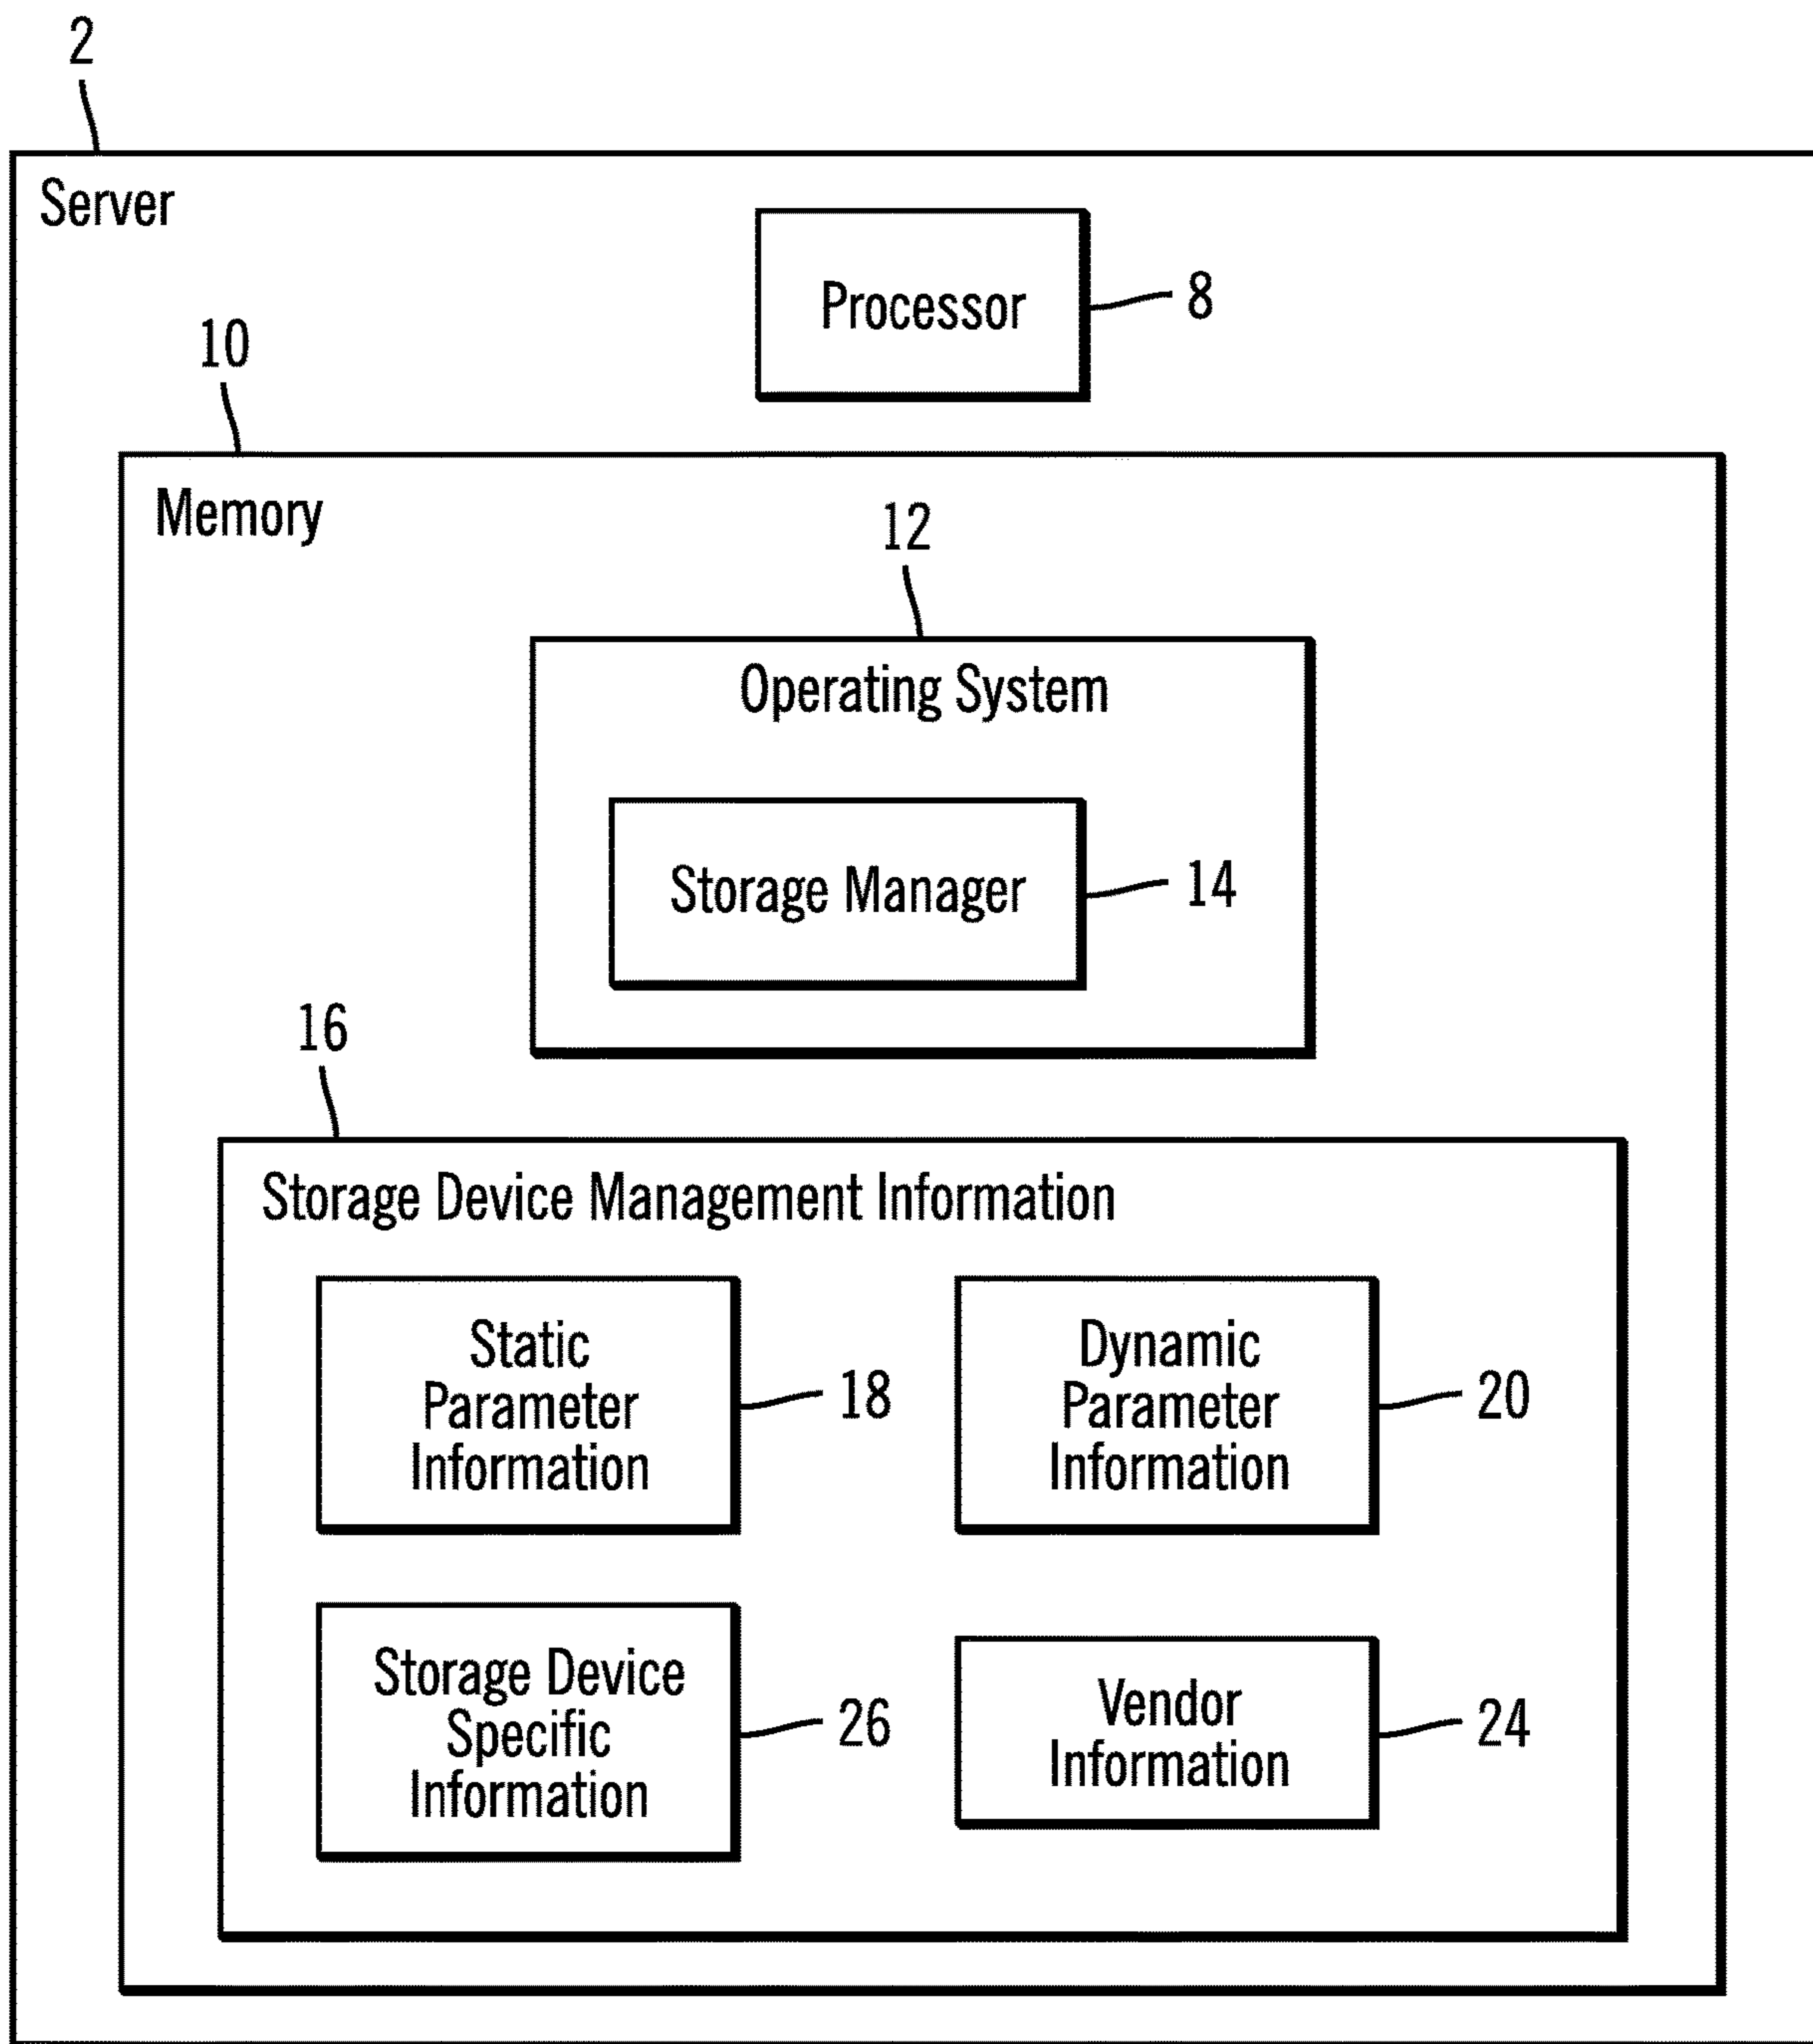 2
Server
Processor
8
10
Memory
12
Operating System
Storage Manager
14
16
Storage Device Management Information
Static
Parameter
Information
18
Dynamic
Parameter
Information
20
Storage Device
Specific
Information
26
Vendor
Information
24